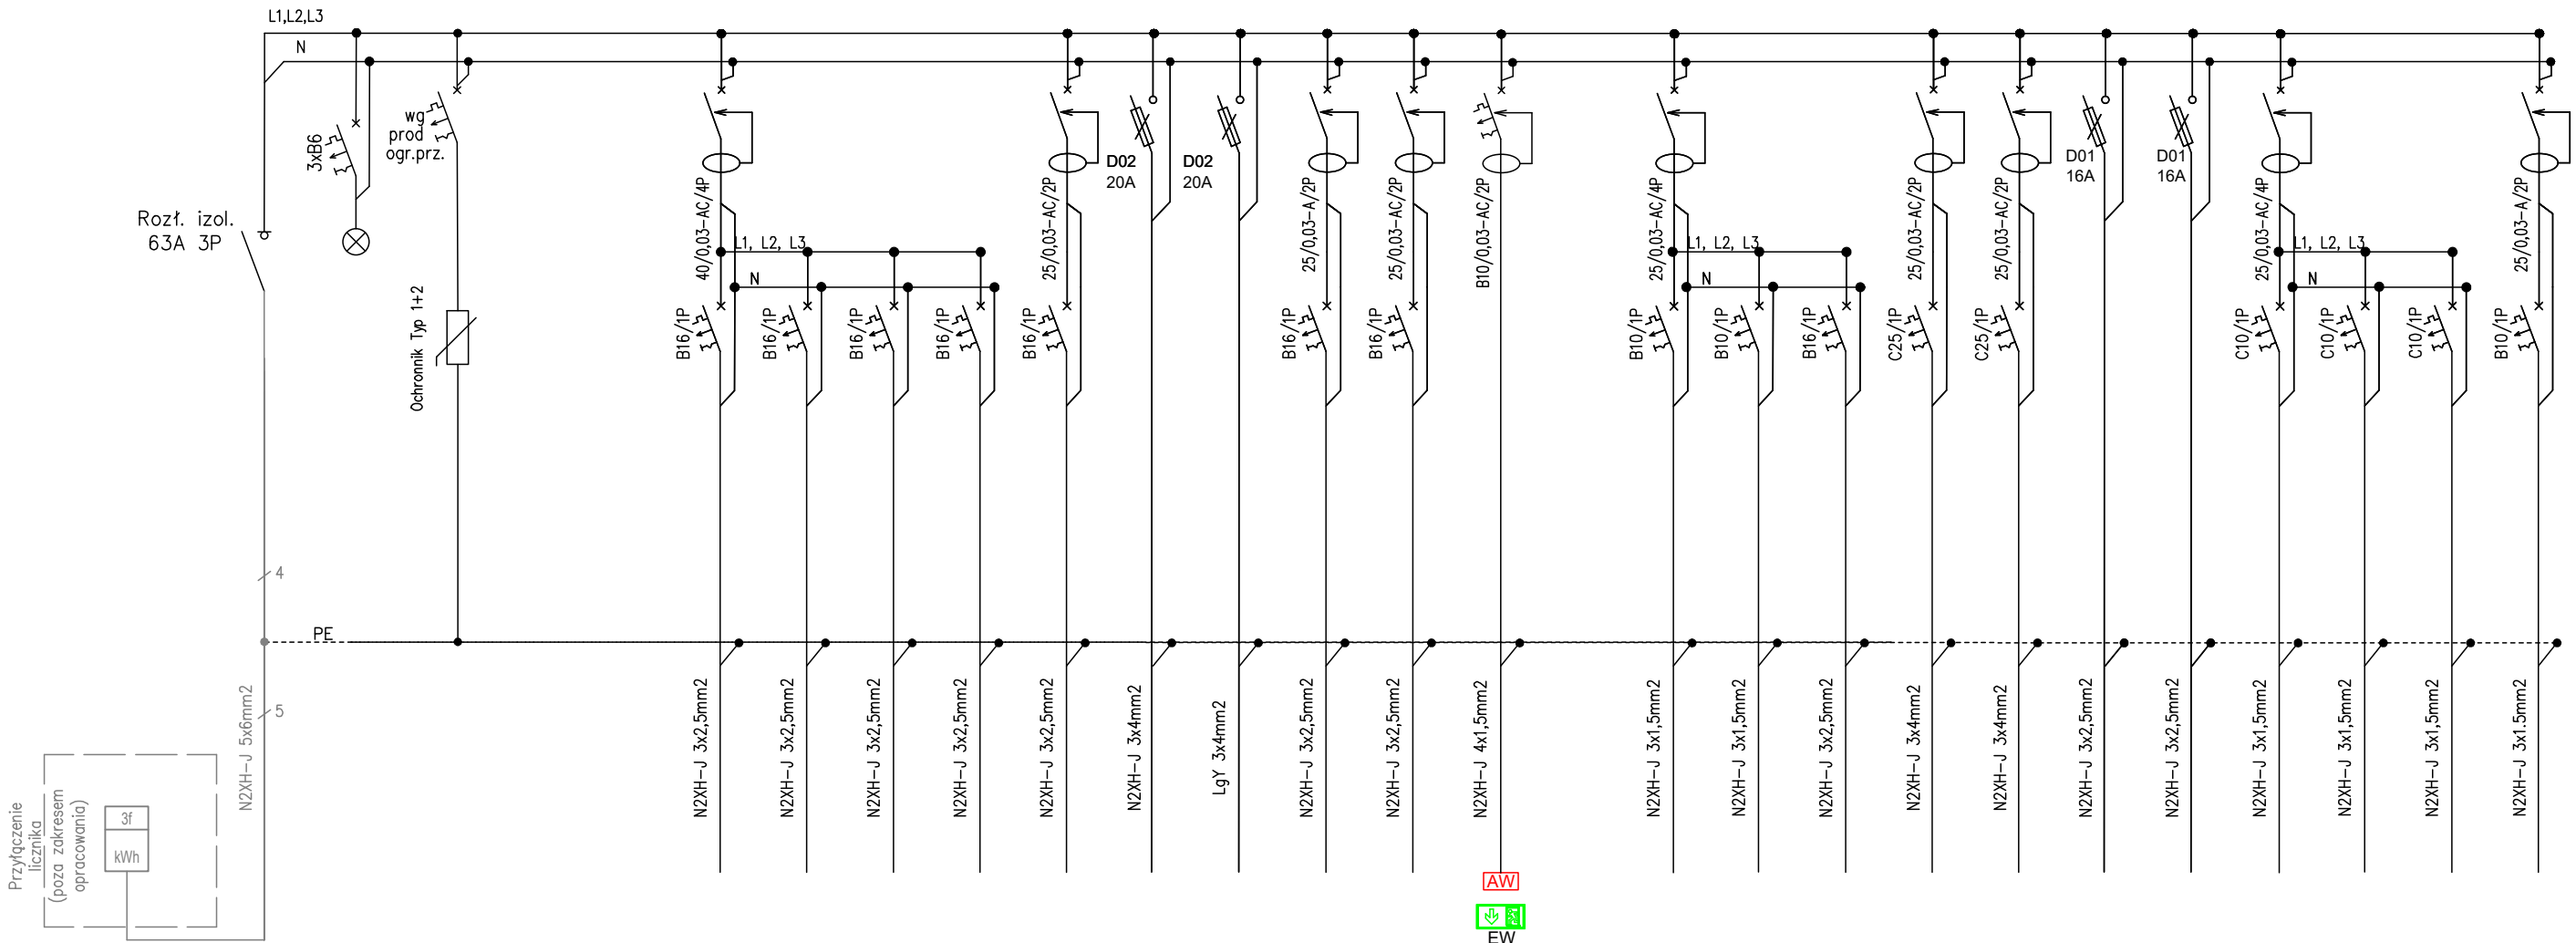 L1,L2,L3
N
3xB6
wg
prod
ogr.prz.
Rozł. izol.
63A 3P
Ochronnik Typ 1+2
40/0,03-AC/4P
25/0,03-AC/2P
D02
20A
D02
20A
25/0,03-A/2P
25/0,03-AC/2P
B10/0,03-AC/2P
25/0,03-AC/4P
25/0,03-AC/2P
25/0,03-AC/2P
D01
16A
D01
16A
25/0,03-AC/4P
25/0,03-A/2P
L1, L2, L3
N
L1, L2, L3
N
L1, L2, L3
N
B16/1P
B16/1P
B16/1P
B16/1P
B16/1P
B16/1P
B16/1P
B10/1P
B10/1P
B16/1P
C25/1P
C25/1P
C10/1P
C10/1P
C10/1P
B10/1P
4
PE
5
N2XH-J 5x6mm2
N2XH-J 3x2,5mm2
N2XH-J 3x2,5mm2
N2XH-J 3x2,5mm2
N2XH-J 3x2,5mm2
N2XH-J 3x2,5mm2
N2XH-J 3x4mm2
LgY 3x4mm2
N2XH-J 3x2,5mm2
N2XH-J 3x2,5mm2
N2XH-J 4x1,5mm2
N2XH-J 3x1,5mm2
N2XH-J 3x1,5mm2
N2XH-J 3x2,5mm2
N2XH-J 3x4mm2
N2XH-J 3x4mm2
N2XH-J 3x2,5mm2
N2XH-J 3x2,5mm2
N2XH-J 3x1,5mm2
N2XH-J 3x1,5mm2
N2XH-J 3x1,5mm2
N2XH-J 3x1.5mm2
Przyłączenie
licznika
(poza zakresem
opracowania)
3f
kWh
AW
EW